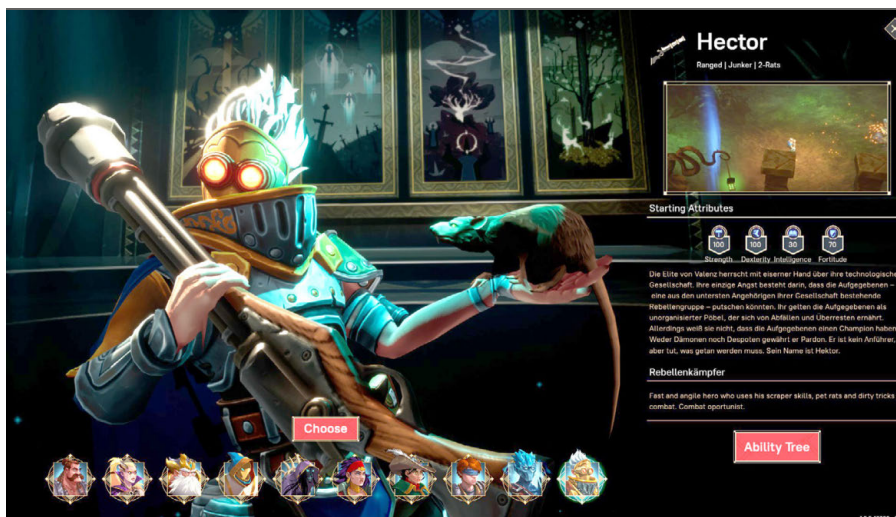 Hector
Ranged | Junker | 2-Rats
Starting Attributes
100 100 30 70
Strength Dexterity Intelligence Fortitude
Die Elite von Valenz herrscht mit eiserner Hand über ihre technologische
Gesellschaft. Ihre einzige Angst besteht darin, dass die Aufgegebenen –
eine aus den untersten Angehörigen ihrer Gesellschaft bestehende
Rebellengruppe – putschen könnten. Ihr gelten die Aufgegebenen als
unorganisierter Pöbel, der sich von Abfällen und Überresten ernährt.
Allerdings weiß sie nicht, dass die Aufgegebenen einen Champion haben.
Weder Dämonen noch Despoten gewährt er Pardon. Er ist kein Anführer,
aber tut, was getan werden muss. Sein Name ist Hektor.
Rebellenkämpfer
Fast and angile hero who uses his scraper skills, pet rats and dirty tricks
combat. Combat oportunist.
Choose
Ability Tree